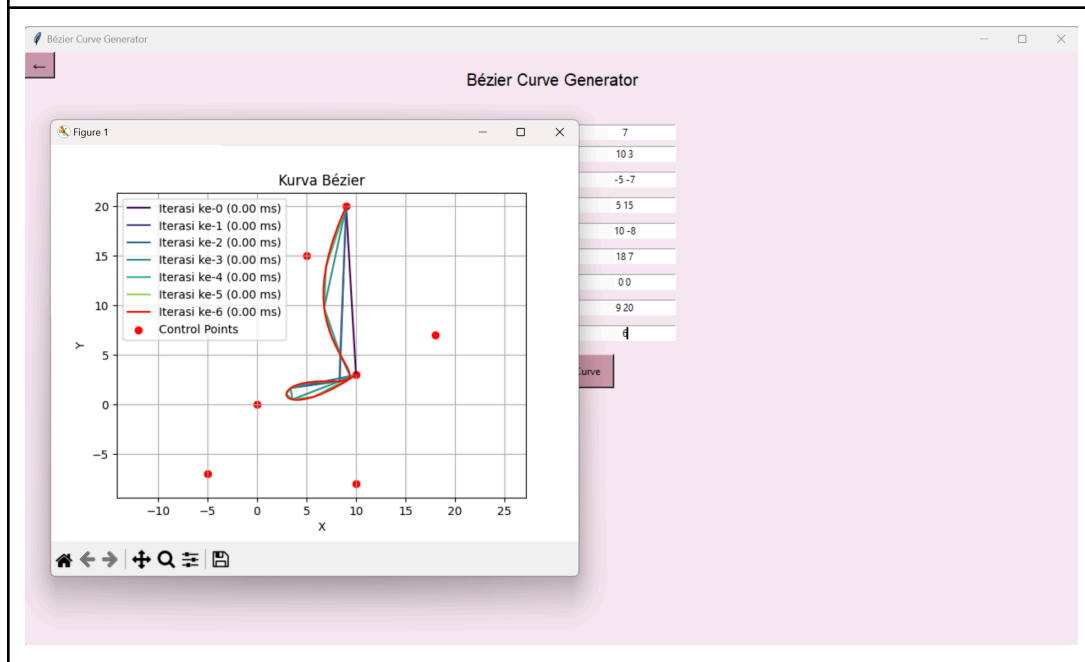 Bézier Curve Generator
←
Bézier Curve Generator
Figure 1
7
10 3
-5 -7
5 15
10 -8
18 7
0 0
9 20
6
Curve
Kurva Bézier
Iterasi ke-0 (0.00 ms)
Iterasi ke-1 (0.00 ms)
Iterasi ke-2 (0.00 ms)
Iterasi ke-3 (0.00 ms)
Iterasi ke-4 (0.00 ms)
Iterasi ke-5 (0.00 ms)
Iterasi ke-6 (0.00 ms)
Control Points
20
15
10
5
0
−5
Y
−10 −5 0 5 10 15 20 25
X